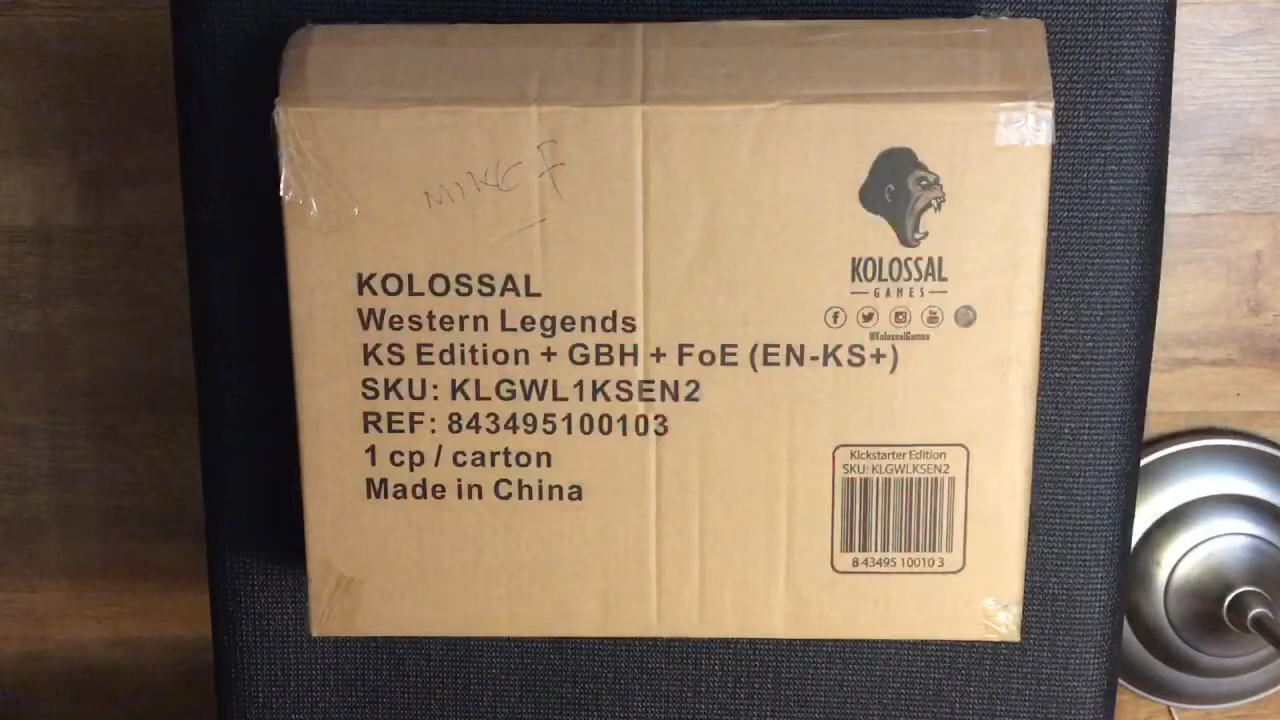 MIKE F
KOLOSSAL
GAMES
@KolossalGames
KOLOSSAL
Western Legends
KS Edition + GBH + FoE (EN-KS+)
SKU: KLGWL1KSEN2
REF: 843495100103
1 cp / carton
Made in China
Kickstarter Edition
SKU: KLGWLKSEN2
8 43495 10010 3